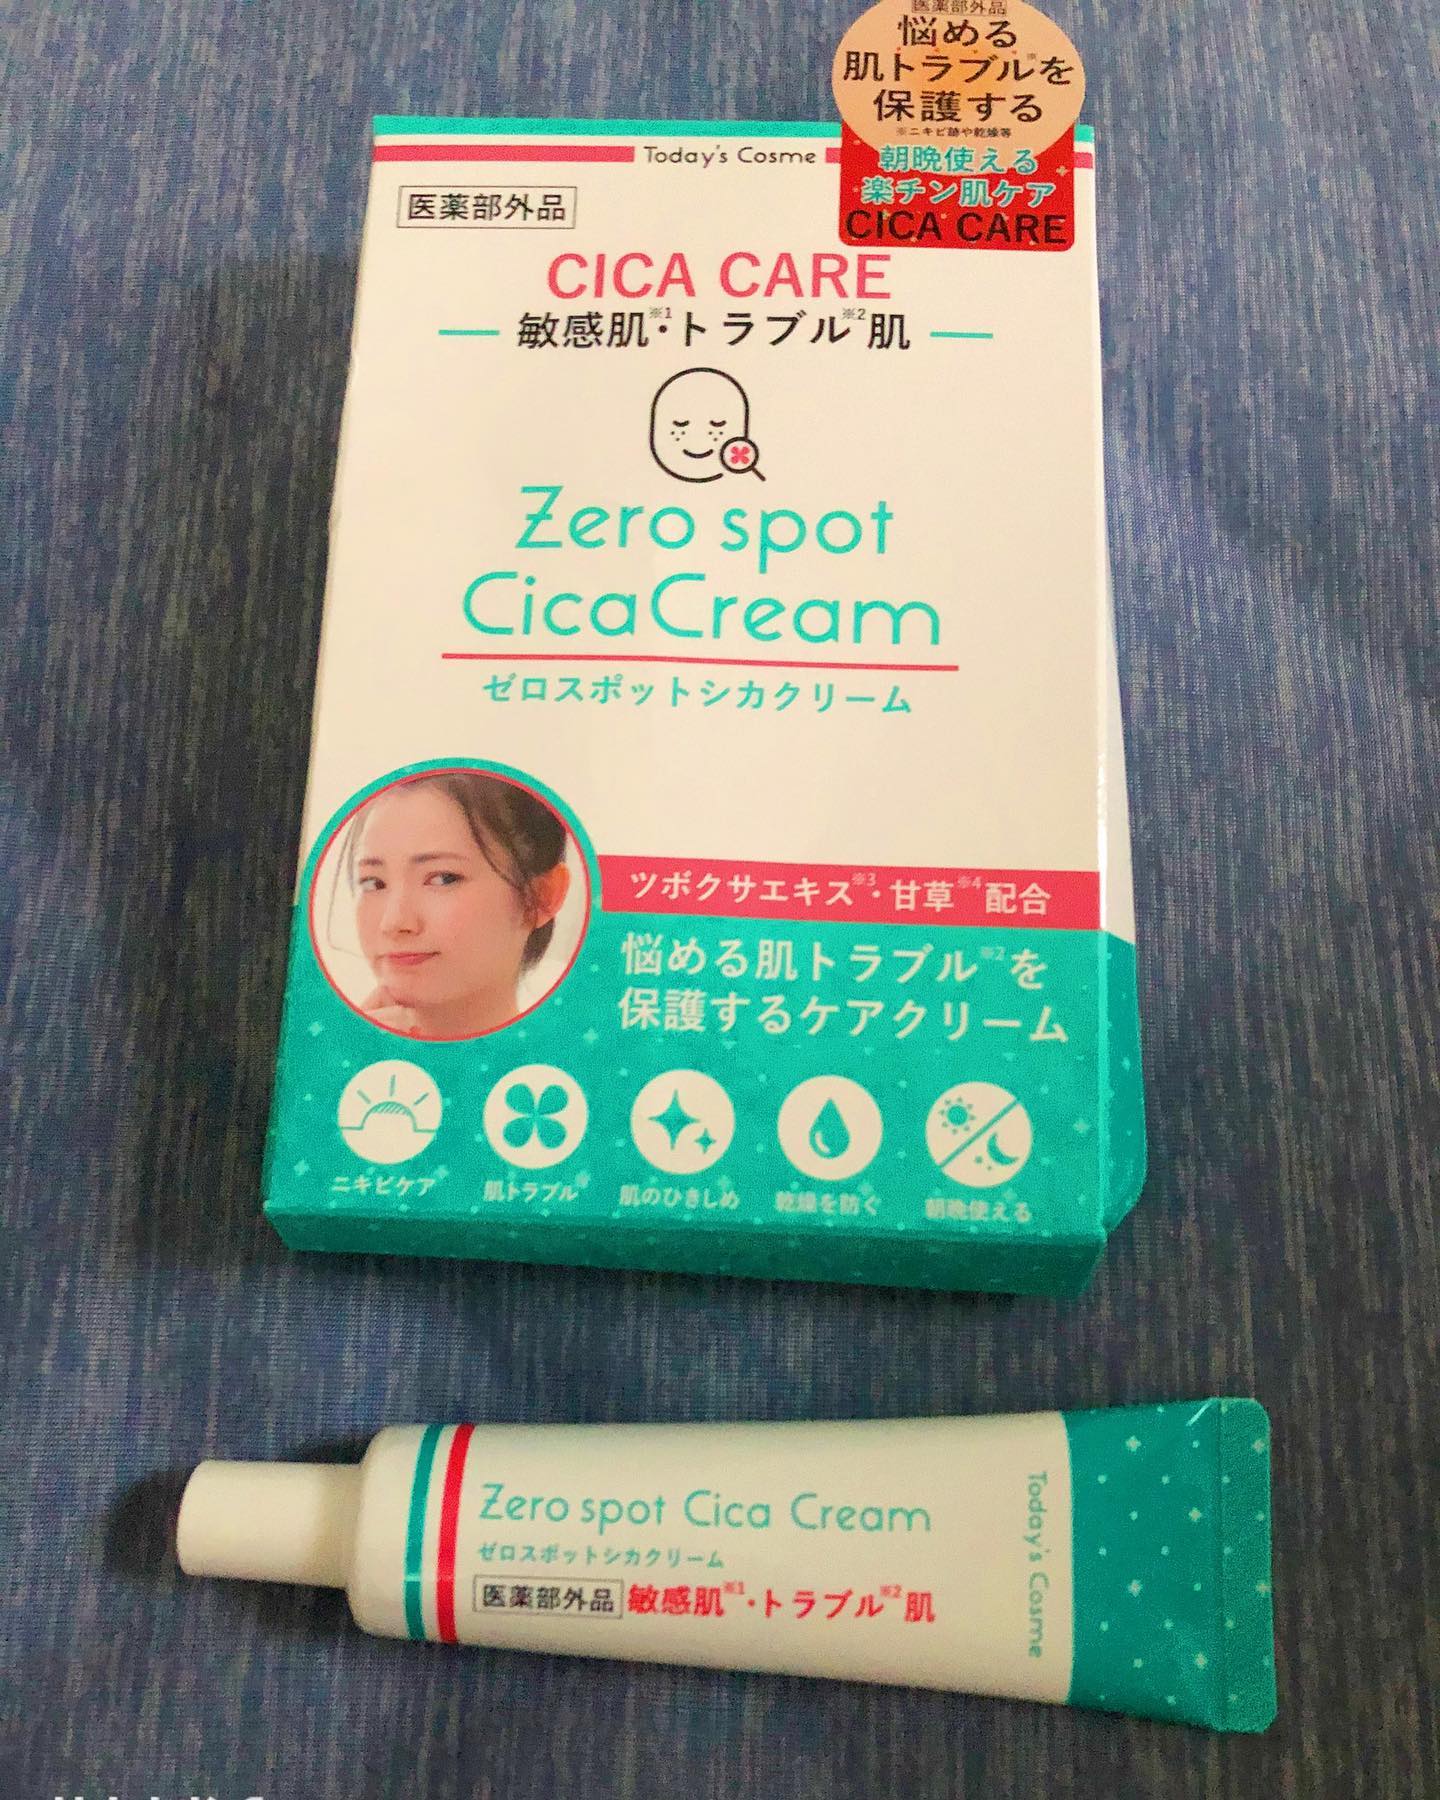 医薬部外品
悩める
肌トラブル※を
保護する
※ニキビ跡や乾燥等
朝晩使える
楽チン肌ケア
CICA CARE
Today's Cosme
医薬部外品
CICA CARE
敏感肌※1・トラブル※2肌
Zero spot
CicaCream
ゼロスポットシカクリーム
ツボクサエキス※3・甘草※4配合
悩める肌トラブル※2を
保護するケアクリーム
ニキビケア 肌トラブル 肌のひきしめ 乾燥を防ぐ 朝晩使える
Zero spot Cica Cream
ゼロスポットシカクリーム
医薬部外品 敏感肌※1・トラブル※2肌
Today's Cosme